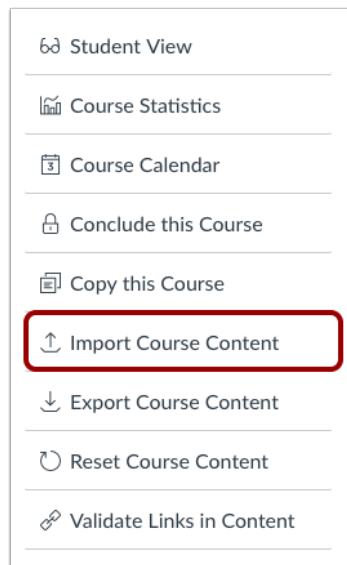 Student View
Course Statistics
3 Course Calendar
Conclude this Course
Copy this Course
Import Course Content
Export Course Content
Reset Course Content
Validate Links in Content